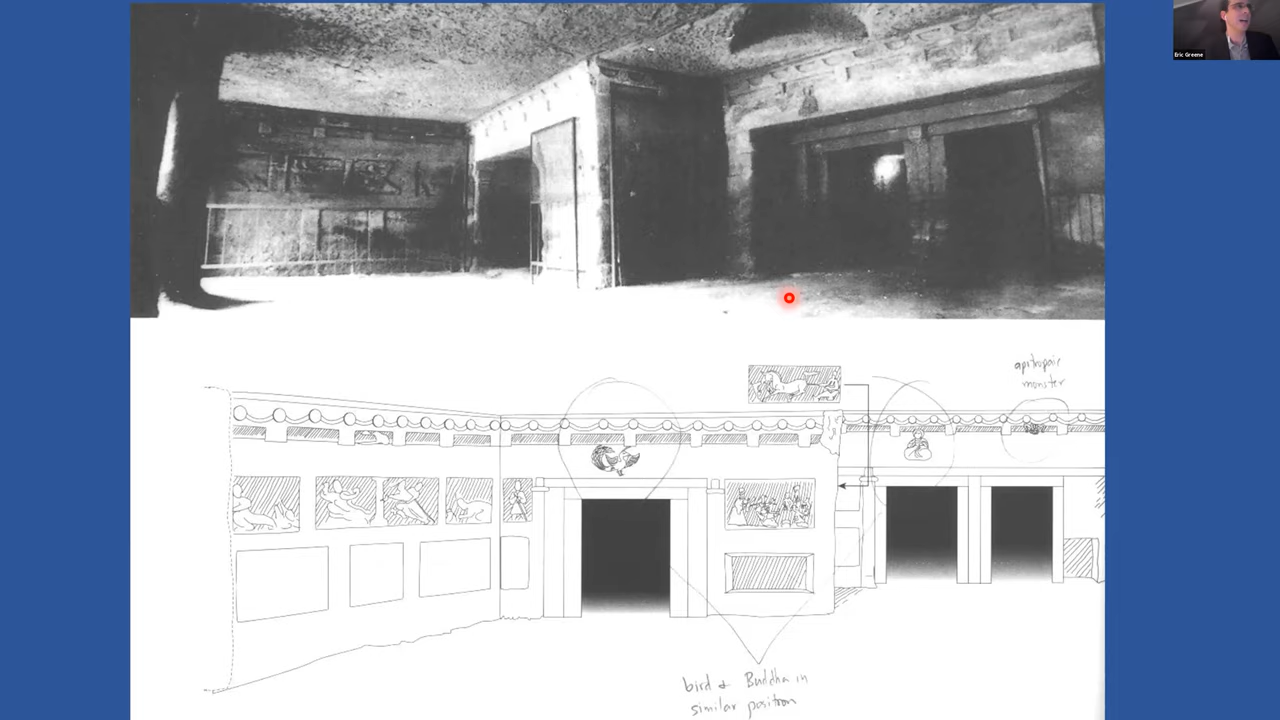 Eric Greene
apotropaic
monster
bird & Buddha in
similar position